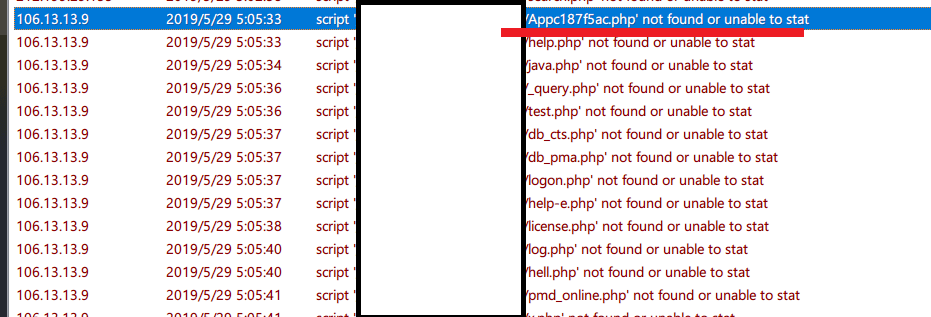 106.13.13.9 2019/5/29 5:05:33 script '/Appc187f5ac.php' not found or unable to stat
106.13.13.9 2019/5/29 5:05:33 script '/help.php' not found or unable to stat
106.13.13.9 2019/5/29 5:05:34 script '/java.php' not found or unable to stat
106.13.13.9 2019/5/29 5:05:36 script '/_query.php' not found or unable to stat
106.13.13.9 2019/5/29 5:05:36 script '/test.php' not found or unable to stat
106.13.13.9 2019/5/29 5:05:37 script '/db_cts.php' not found or unable to stat
106.13.13.9 2019/5/29 5:05:37 script '/db_pma.php' not found or unable to stat
106.13.13.9 2019/5/29 5:05:37 script '/logon.php' not found or unable to stat
106.13.13.9 2019/5/29 5:05:37 script '/help-e.php' not found or unable to stat
106.13.13.9 2019/5/29 5:05:38 script '/license.php' not found or unable to stat
106.13.13.9 2019/5/29 5:05:40 script '/log.php' not found or unable to stat
106.13.13.9 2019/5/29 5:05:40 script '/hell.php' not found or unable to stat
106.13.13.9 2019/5/29 5:05:41 script '/pmd_online.php' not found or unable to stat